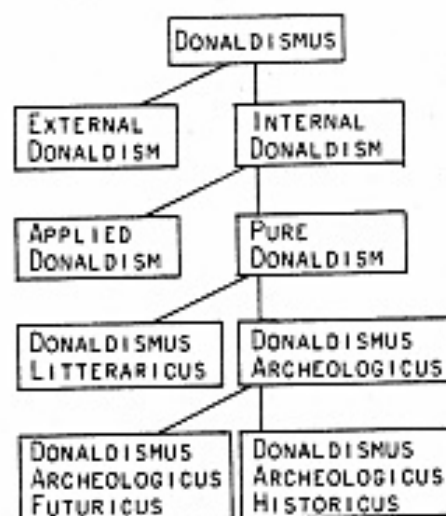 DONALDISMUS
EXTERNAL
DONALDISM
INTERNAL
DONALDISM
APPLIED
DONALDISM
PURE
DONALDISM
DONALDISMUS
LITTERARICUS
DONALDISMUS
ARCHEOLOGICUS
DONALDISMUS
ARCHEOLOGICUS
FUTURICUS
DONALDISMUS
ARCHEOLOGICUS
HISTORICUS